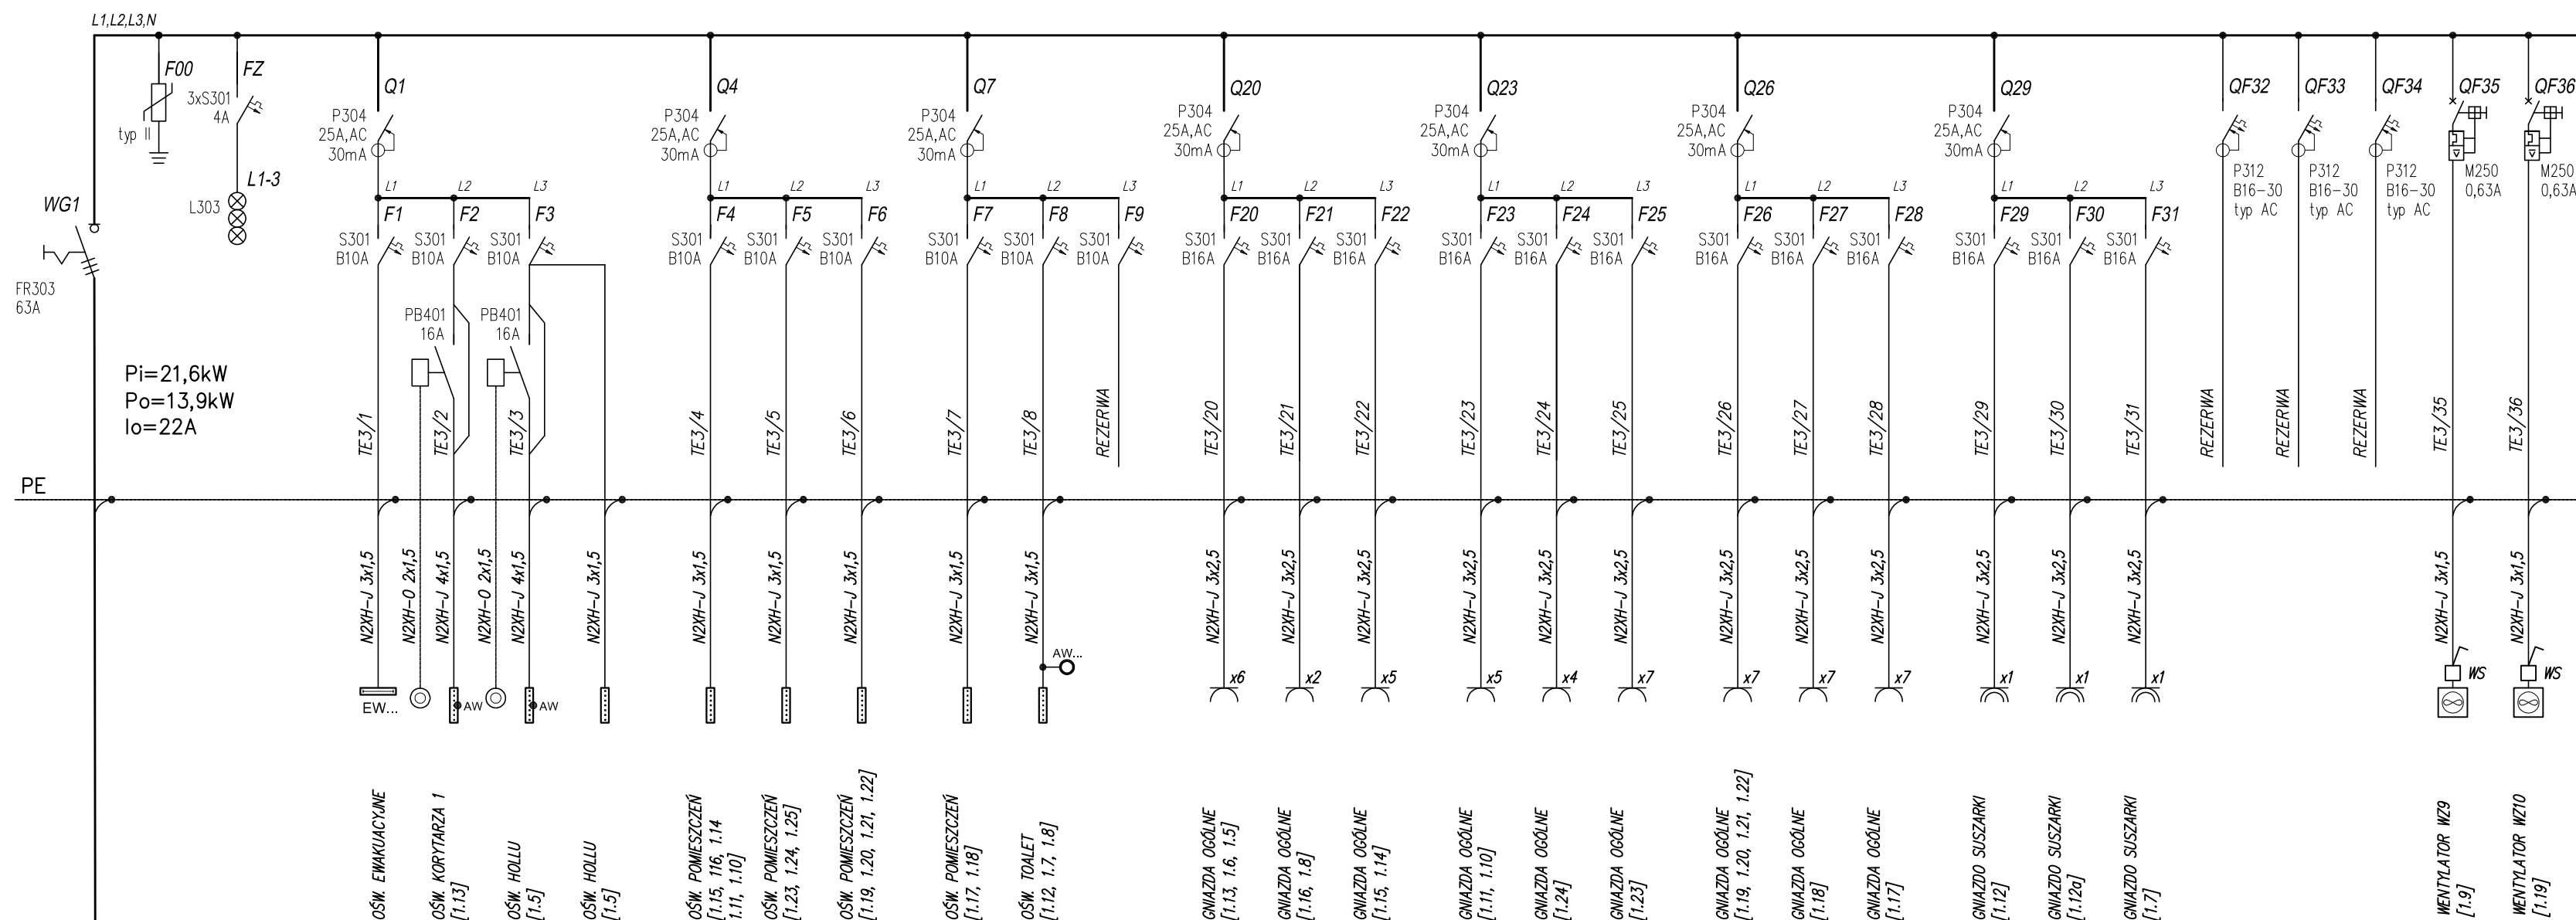 L1,L2,L3,N
F00
typ II
FZ
3xS301
4A
L1-3
L303
WG1
FR303
63A
Pi=21,6kW
Po=13,9kW
Io=22A
PE
Q1
P304
25A,AC
30mA
L1
L2
L3
F1
F2
F3
S301
B10A
S301
B10A
S301
B10A
PB401
16A
PB401
16A
TE3/1
TE3/2
TE3/3
Q4
P304
25A,AC
30mA
L1
L2
L3
F4
F5
F6
S301
B10A
S301
B10A
S301
B10A
TE3/4
TE3/5
TE3/6
Q7
P304
25A,AC
30mA
L1
L2
L3
F7
F8
F9
S301
B10A
S301
B10A
S301
B10A
TE3/7
TE3/8
REZERWA
Q20
P304
25A,AC
30mA
L1
L2
L3
F20
F21
F22
S301
B16A
S301
B16A
S301
B16A
TE3/20
TE3/21
TE3/22
Q23
P304
25A,AC
30mA
L1
L2
L3
F23
F24
F25
S301
B16A
S301
B16A
S301
B16A
TE3/23
TE3/24
TE3/25
Q26
P304
25A,AC
30mA
L1
L2
L3
F26
F27
F28
S301
B16A
S301
B16A
S301
B16A
TE3/26
TE3/27
TE3/28
Q29
P304
25A,AC
30mA
L1
L2
L3
F29
F30
F31
S301
B16A
S301
B16A
S301
B16A
TE3/29
TE3/30
TE3/31
QF32
P312
B16-30
typ AC
REZERWA
QF33
P312
B16-30
typ AC
REZERWA
QF34
P312
B16-30
typ AC
REZERWA
QF35
M250
0,63A
TE3/35
QF36
M250
0,63A
TE3/36
N2XH-J 3x1,5
N2XH-O 2x1,5
N2XH-J 4x1,5
N2XH-O 2x1,5
N2XH-J 4x1,5
N2XH-J 3x1,5
N2XH-J 3x1,5
N2XH-J 3x1,5
N2XH-J 3x1,5
N2XH-J 3x1,5
N2XH-J 3x1,5
N2XH-J 3x2,5
N2XH-J 3x2,5
N2XH-J 3x2,5
N2XH-J 3x2,5
N2XH-J 3x2,5
N2XH-J 3x2,5
N2XH-J 3x2,5
N2XH-J 3x2,5
N2XH-J 3x2,5
N2XH-J 3x2,5
N2XH-J 3x2,5
N2XH-J 3x2,5
N2XH-J 3x1,5
N2XH-J 3x1,5
EW...
AW
AW
AW...
x6
x2
x5
x5
x4
x7
x7
x7
x7
x1
x1
x1
WS
WS
OŚW. EWAKUACYJNE
OŚW. KORYTARZA 1
[1.13]
OŚW. HOLLU
[1.5]
OŚW. HOLLU
[1.5]
OŚW. POMIESZCZEŃ
[1.15, 116, 1.14
1.11, 1.10]
OŚW. POMIESZCZEŃ
[1.23, 1.24, 1.25]
OŚW. POMIESZCZEŃ
[1.19, 1.20, 1.21, 1.22]
OŚW. POMIESZCZEŃ
[1.17, 1.18]
OŚW. TOALET
[1.12, 1.7, 1.8]
GNIAZDA OGÓLNE
[1.13, 1.6, 1.5]
GNIAZDA OGÓLNE
[1.16, 1.8]
GNIAZDA OGÓLNE
[1.15, 1.14]
GNIAZDA OGÓLNE
[1.11, 1.10]
GNIAZDA OGÓLNE
[1.24]
GNIAZDA OGÓLNE
[1.23]
GNIAZDA OGÓLNE
[1.19, 1.20, 1.21, 1.22]
GNIAZDA OGÓLNE
[1.18]
GNIAZDA OGÓLNE
[1.17]
GNIAZDO SUSZARKI
[1.12]
GNIAZDO SUSZARKI
[1.12a]
GNIAZDO SUSZARKI
[1.7]
WENTYLATOR WZ9
[1.9]
WENTYLATOR WZ10
[1.19]